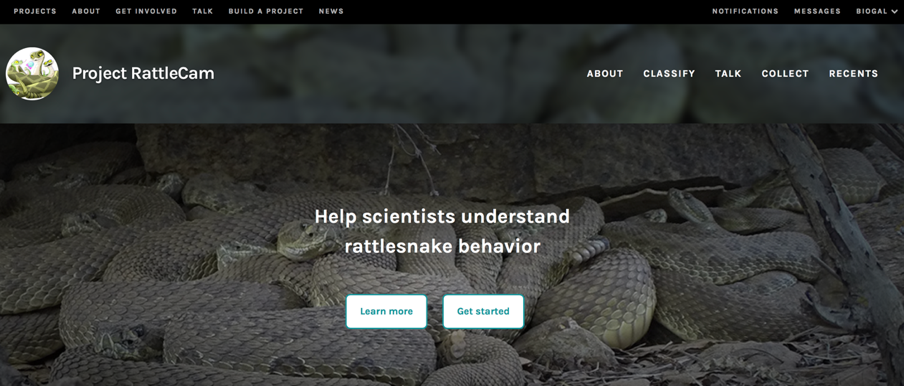 PROJECTS ABOUT GET INVOLVED TALK BUILD A PROJECT NEWS NOTIFICATIONS MESSAGES BIOGAL
Project RattleCam ABOUT CLASSIFY TALK COLLECT RECENTS
Help scientists understand
rattlesnake behavior
Learn more Get started